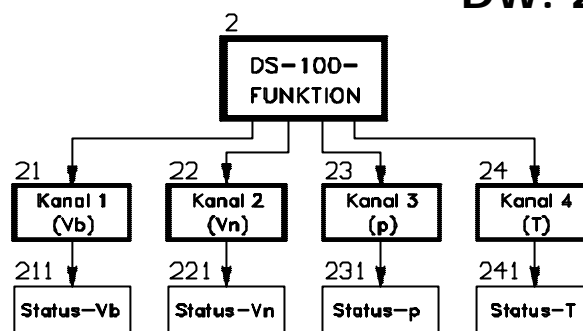 2
DS-100-
FUNKTION
21 22 23 24
Kanal 1 Kanal 2 Kanal 3 Kanal 4
(Vb) (Vn) (p) (T)
211 221 231 241
Status-Vb Status-Vn Status-p Status-T